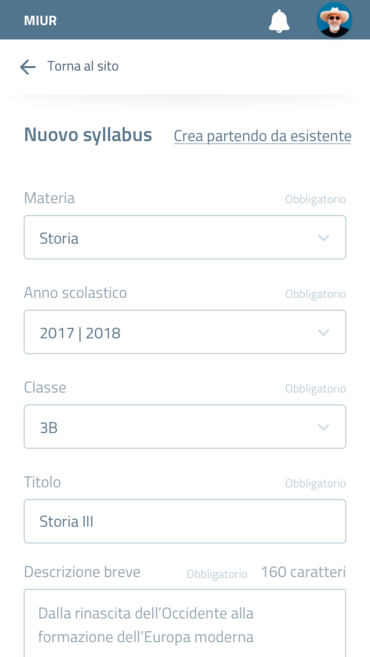 MIUR
Torna al sito
Nuovo syllabus Crea partendo da esistente
Materia Obbligatorio
Storia
Anno scolastico Obbligatorio
2017 | 2018
Classe Obbligatorio
3B
Titolo Obbligatorio
Storia III
Descrizione breve Obbligatorio 160 caratteri
Dalla rinascita dell'Occidente alla
formazione dell'Europa moderna